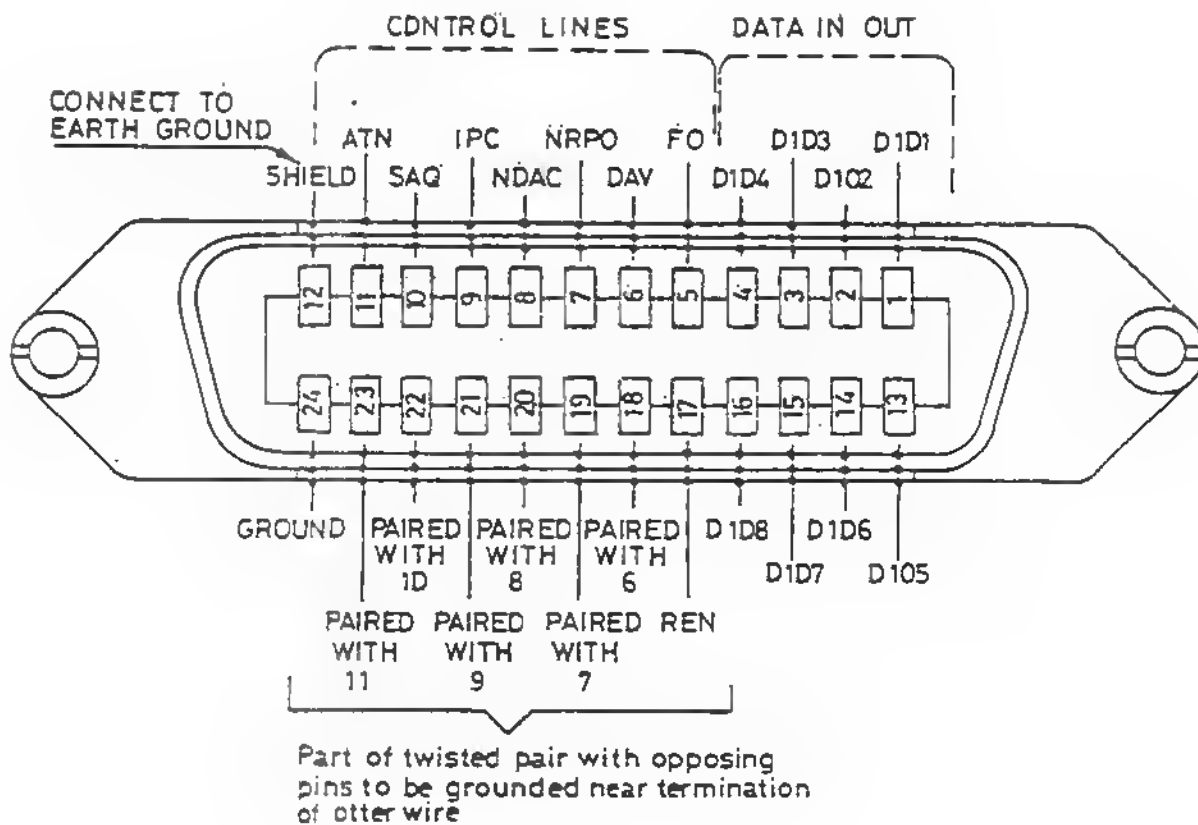 CDNTROL LINES
DATA IN OUT
CONNECT TO
EARTH GROUND
ATN
IPC
NRPO
FO
D1D3
D1D1
SHIELD
SAQ
NDAC
DAV
D1D4
D1O2
12 11 10 9 8 7 6 5 4 3 2 1
24 23 22 21 20 19 18 17 16 15 14 13
GROUND
PAIRED
WITH
1D
PAIRED
WITH
8
PAIRED
WITH
6
D1D8
D1D6
D1D7
D1O5
PAIRED
WITH
11
PAIRED
WITH
9
PAIRED
WITH
7
REN
Part of twisted pair with opposing
pins to be grounded near termination
of otter wire